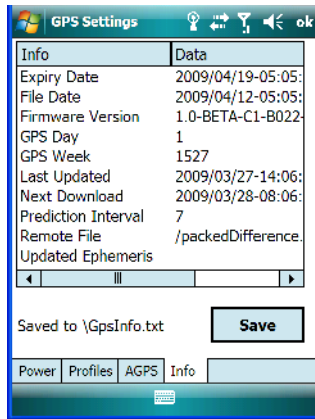 GPS Settings ok
Info Data
Expiry Date 2009/04/19-05:05:
File Date 2009/04/12-05:05:
Firmware Version 1.0-BETA-C1-B022-
GPS Day 1
GPS Week 1527
Last Updated 2009/03/27-14:06:
Next Download 2009/03/28-08:06:
Prediction Interval 7
Remote File /packedDifference.
Updated Ephemeris
Saved to \GpsInfo.txt Save
Power Profiles AGPS Info